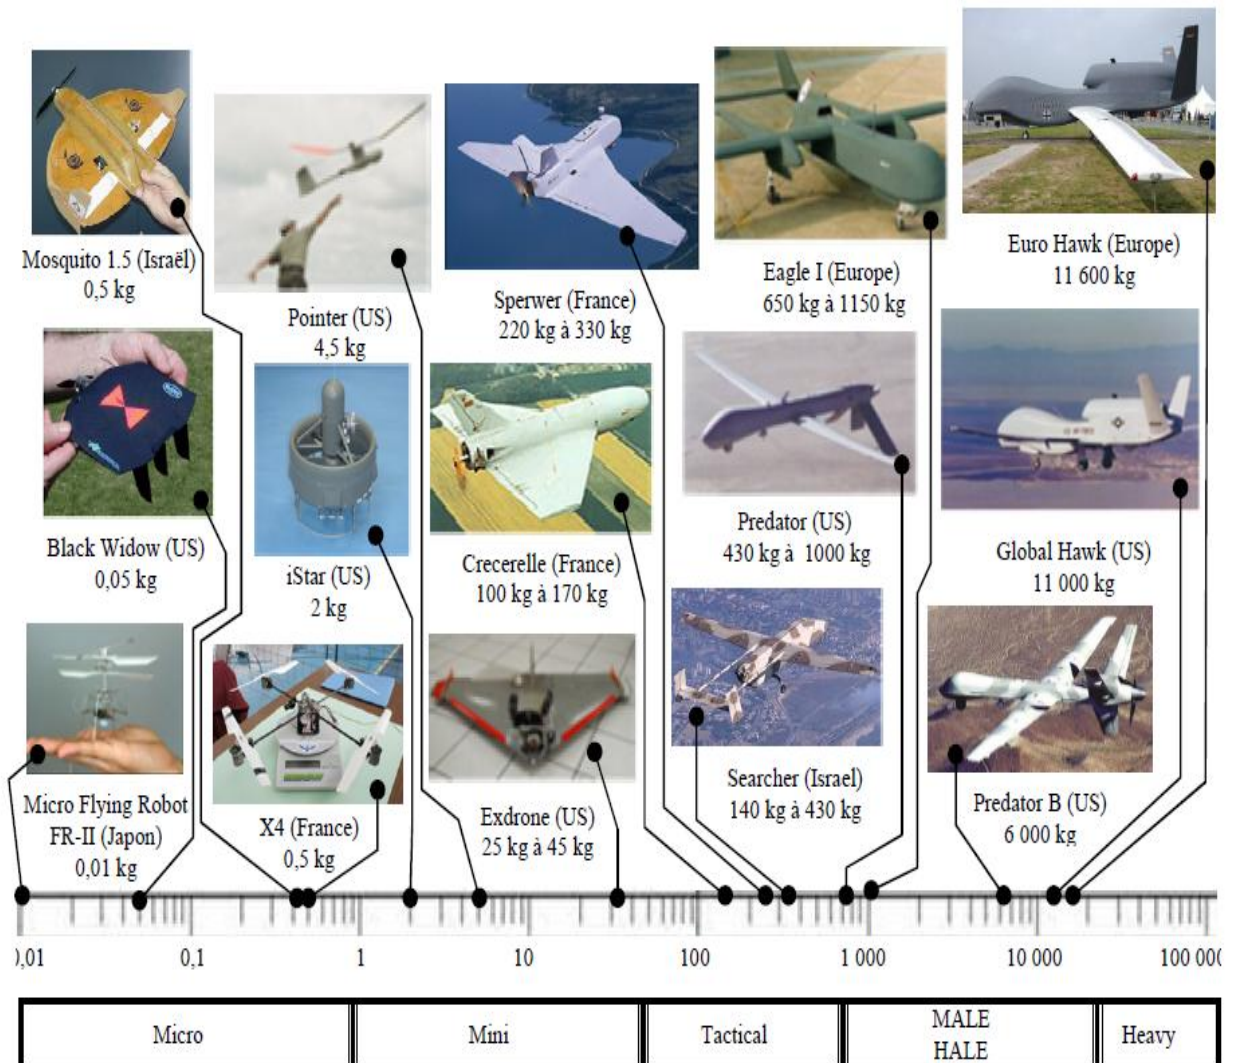 Mosquito 1.5 (Israël)
0,5 kg
Pointer (US)
4,5 kg
Sperwer (France)
220 kg à 330 kg
Eagle I (Europe)
650 kg à 1150 kg
Euro Hawk (Europe)
11 600 kg
Black Widow (US)
0,05 kg
iStar (US)
2 kg
Crecerelle (France)
100 kg à 170 kg
Predator (US)
430 kg à 1000 kg
Global Hawk (US)
11 000 kg
Micro Flying Robot
FR-II (Japon)
0,01 kg
X4 (France)
0,5 kg
Exdrone (US)
25 kg à 45 kg
Searcher (Israel)
140 kg à 430 kg
Predator B (US)
6 000 kg
0,01 0,1 1 10 100 1 000 10 000 100 000
Micro Mini Tactical MALE Heavy
HALE